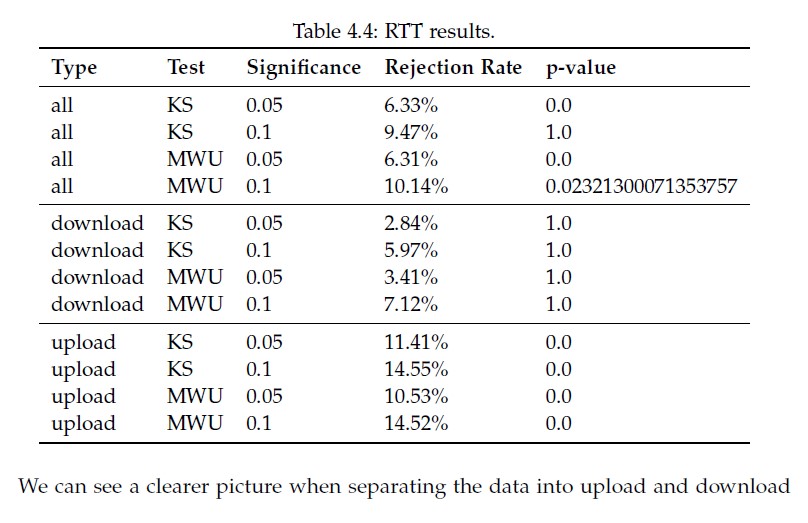 Table 4.4: RTT results.
Type Test Significance Rejection Rate p-value
all KS 0.05 6.33% 0.0
all KS 0.1 9.47% 1.0
all MWU 0.05 6.31% 0.0
all MWU 0.1 10.14% 0.02321300071353757
download KS 0.05 2.84% 1.0
download KS 0.1 5.97% 1.0
download MWU 0.05 3.41% 1.0
download MWU 0.1 7.12% 1.0
upload KS 0.05 11.41% 0.0
upload KS 0.1 14.55% 0.0
upload MWU 0.05 10.53% 0.0
upload MWU 0.1 14.52% 0.0
We can see a clearer picture when separating the data into upload and download